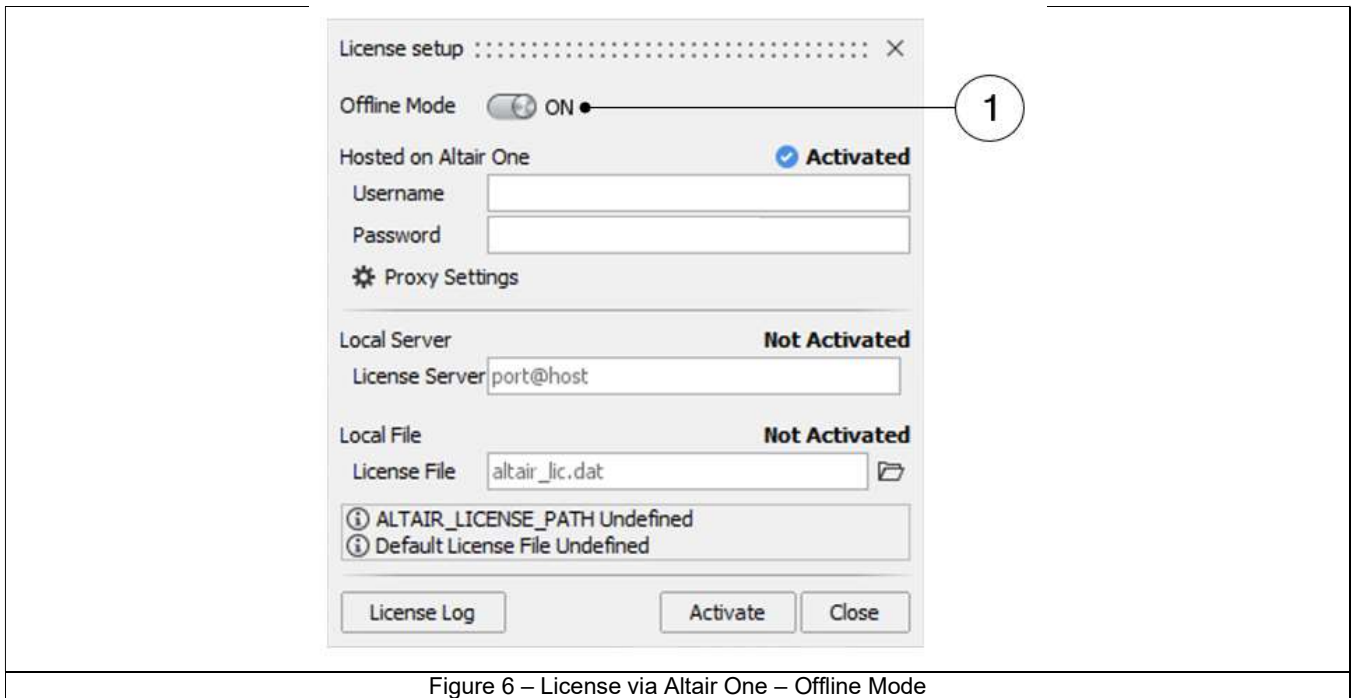 License setup
Offline Mode ON 1
Hosted on Altair One Activated
Username
Password
Proxy Settings
Local Server Not Activated
License Server port@host
Local File Not Activated
License File altair_lic.dat
ALTAIR_LICENSE_PATH Undefined
Default License File Undefined
License Log Activate Close
Figure 6 – License via Altair One – Offline Mode